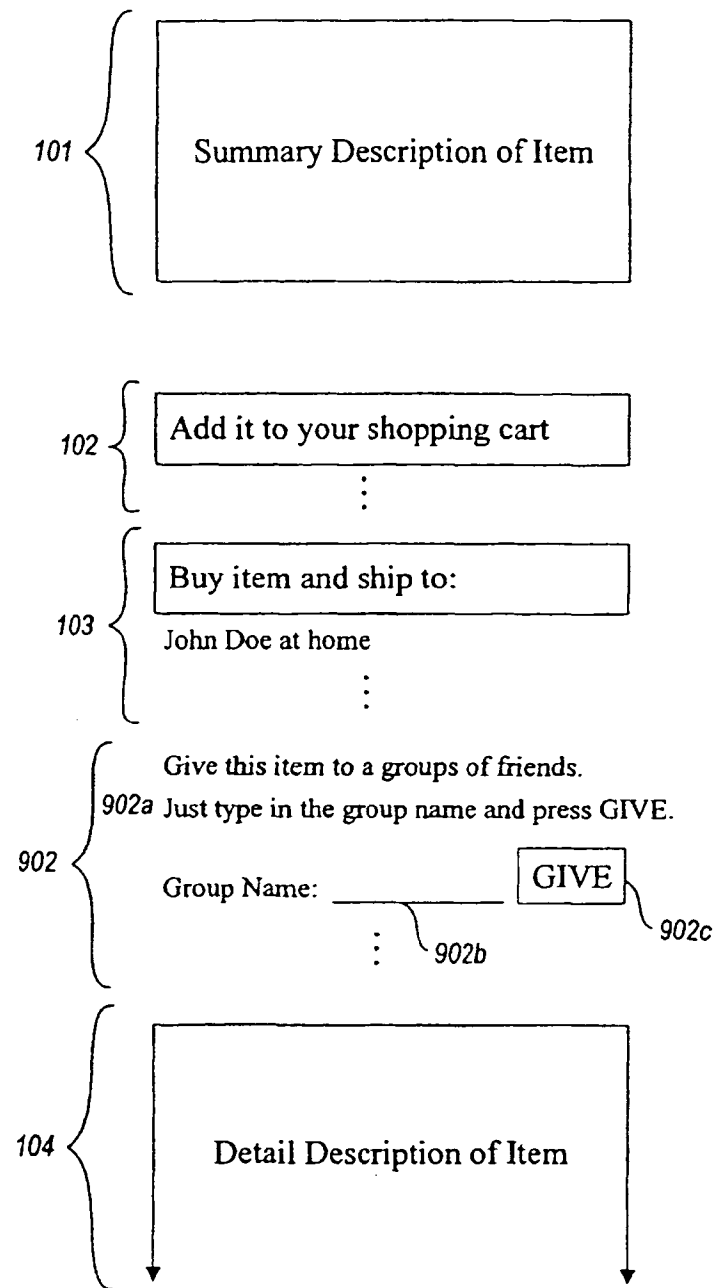 101 Summary Description of Item
102 Add it to your shopping cart
103 Buy item and ship to:
John Doe at home
902 Give this item to a groups of friends.
902a Just type in the group name and press GIVE.
Group Name: GIVE
902b 902c
104 Detail Description of Item